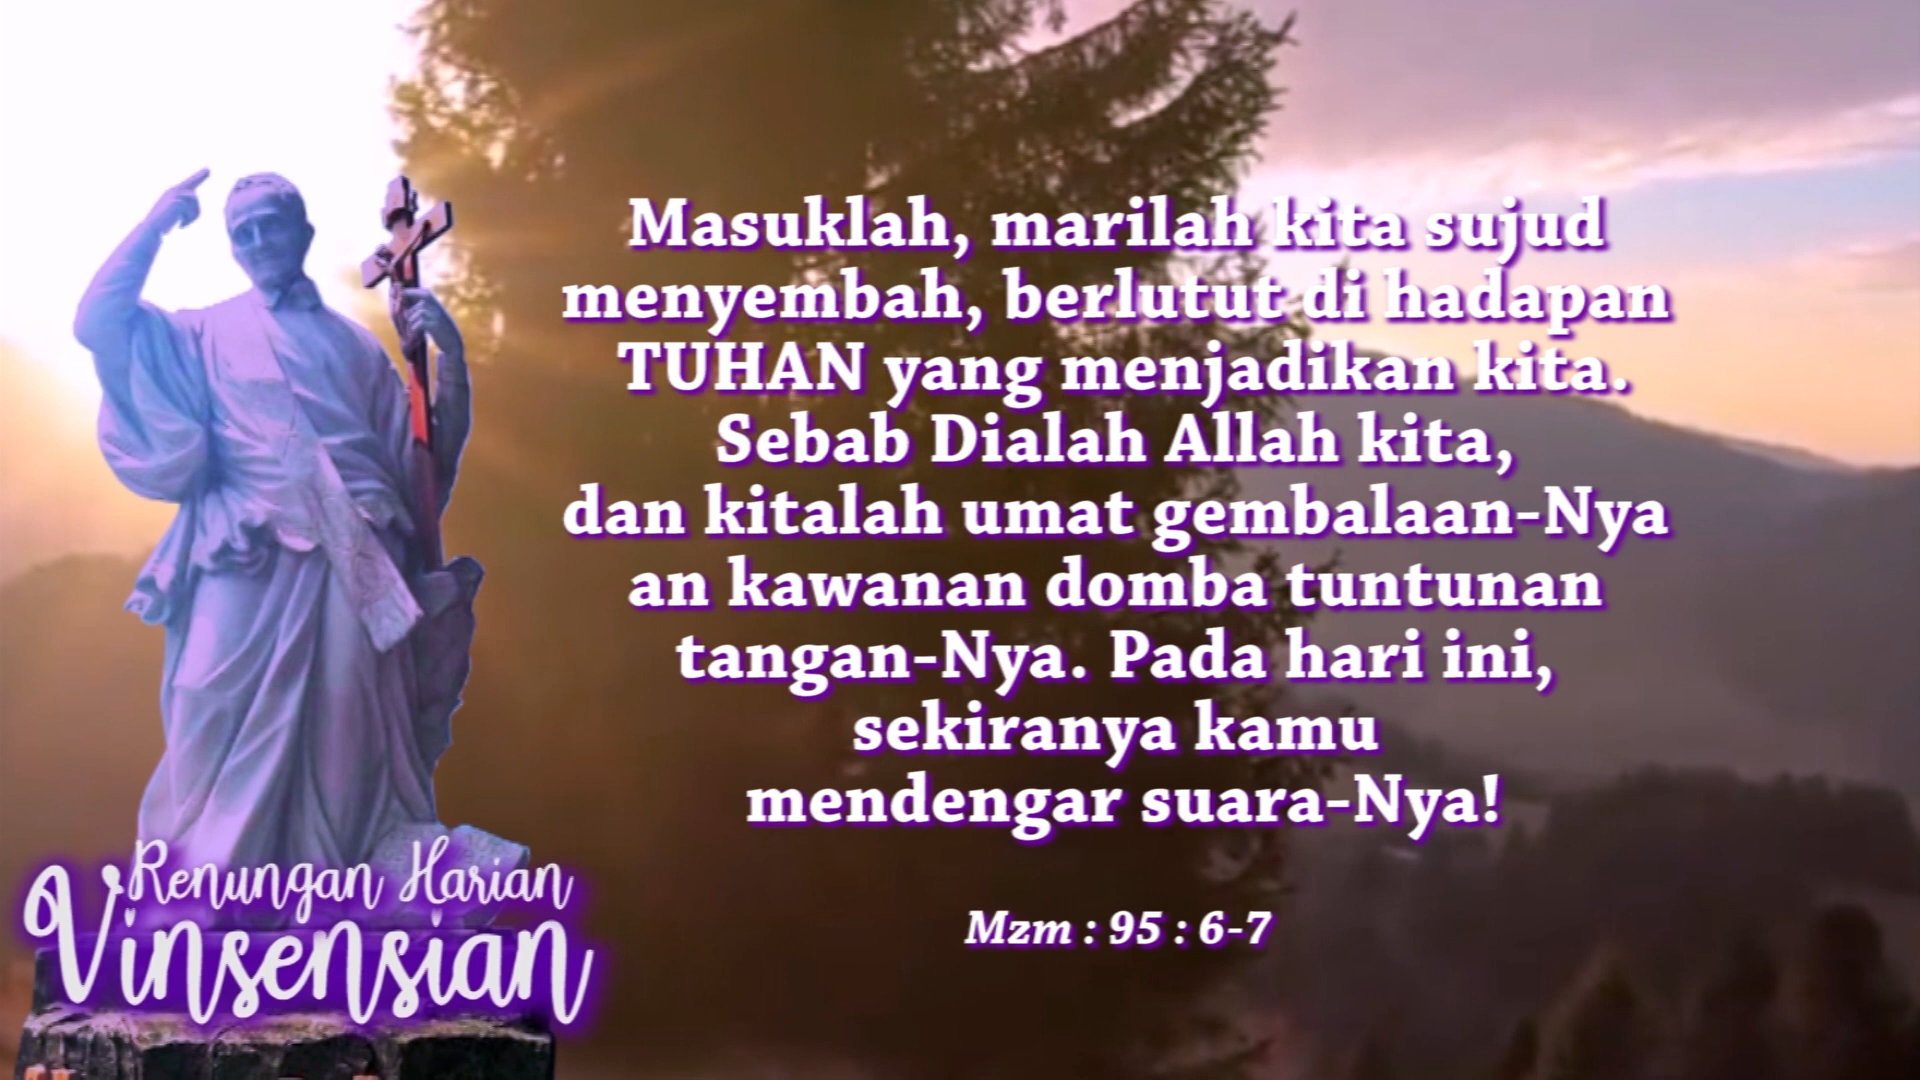 Masuklah, marilah kita sujud
menyembah, berlutut di hadapan
TUHAN yang menjadikan kita.
Sebab Dialah Allah kita,
dan kitalah umat gembalaan-Nya
an kawanan domba tuntunan
tangan-Nya. Pada hari ini,
sekiranya kamu
mendengar suara-Nya!
Mzm : 95 : 6-7
Renungan Harian
Vinsensian